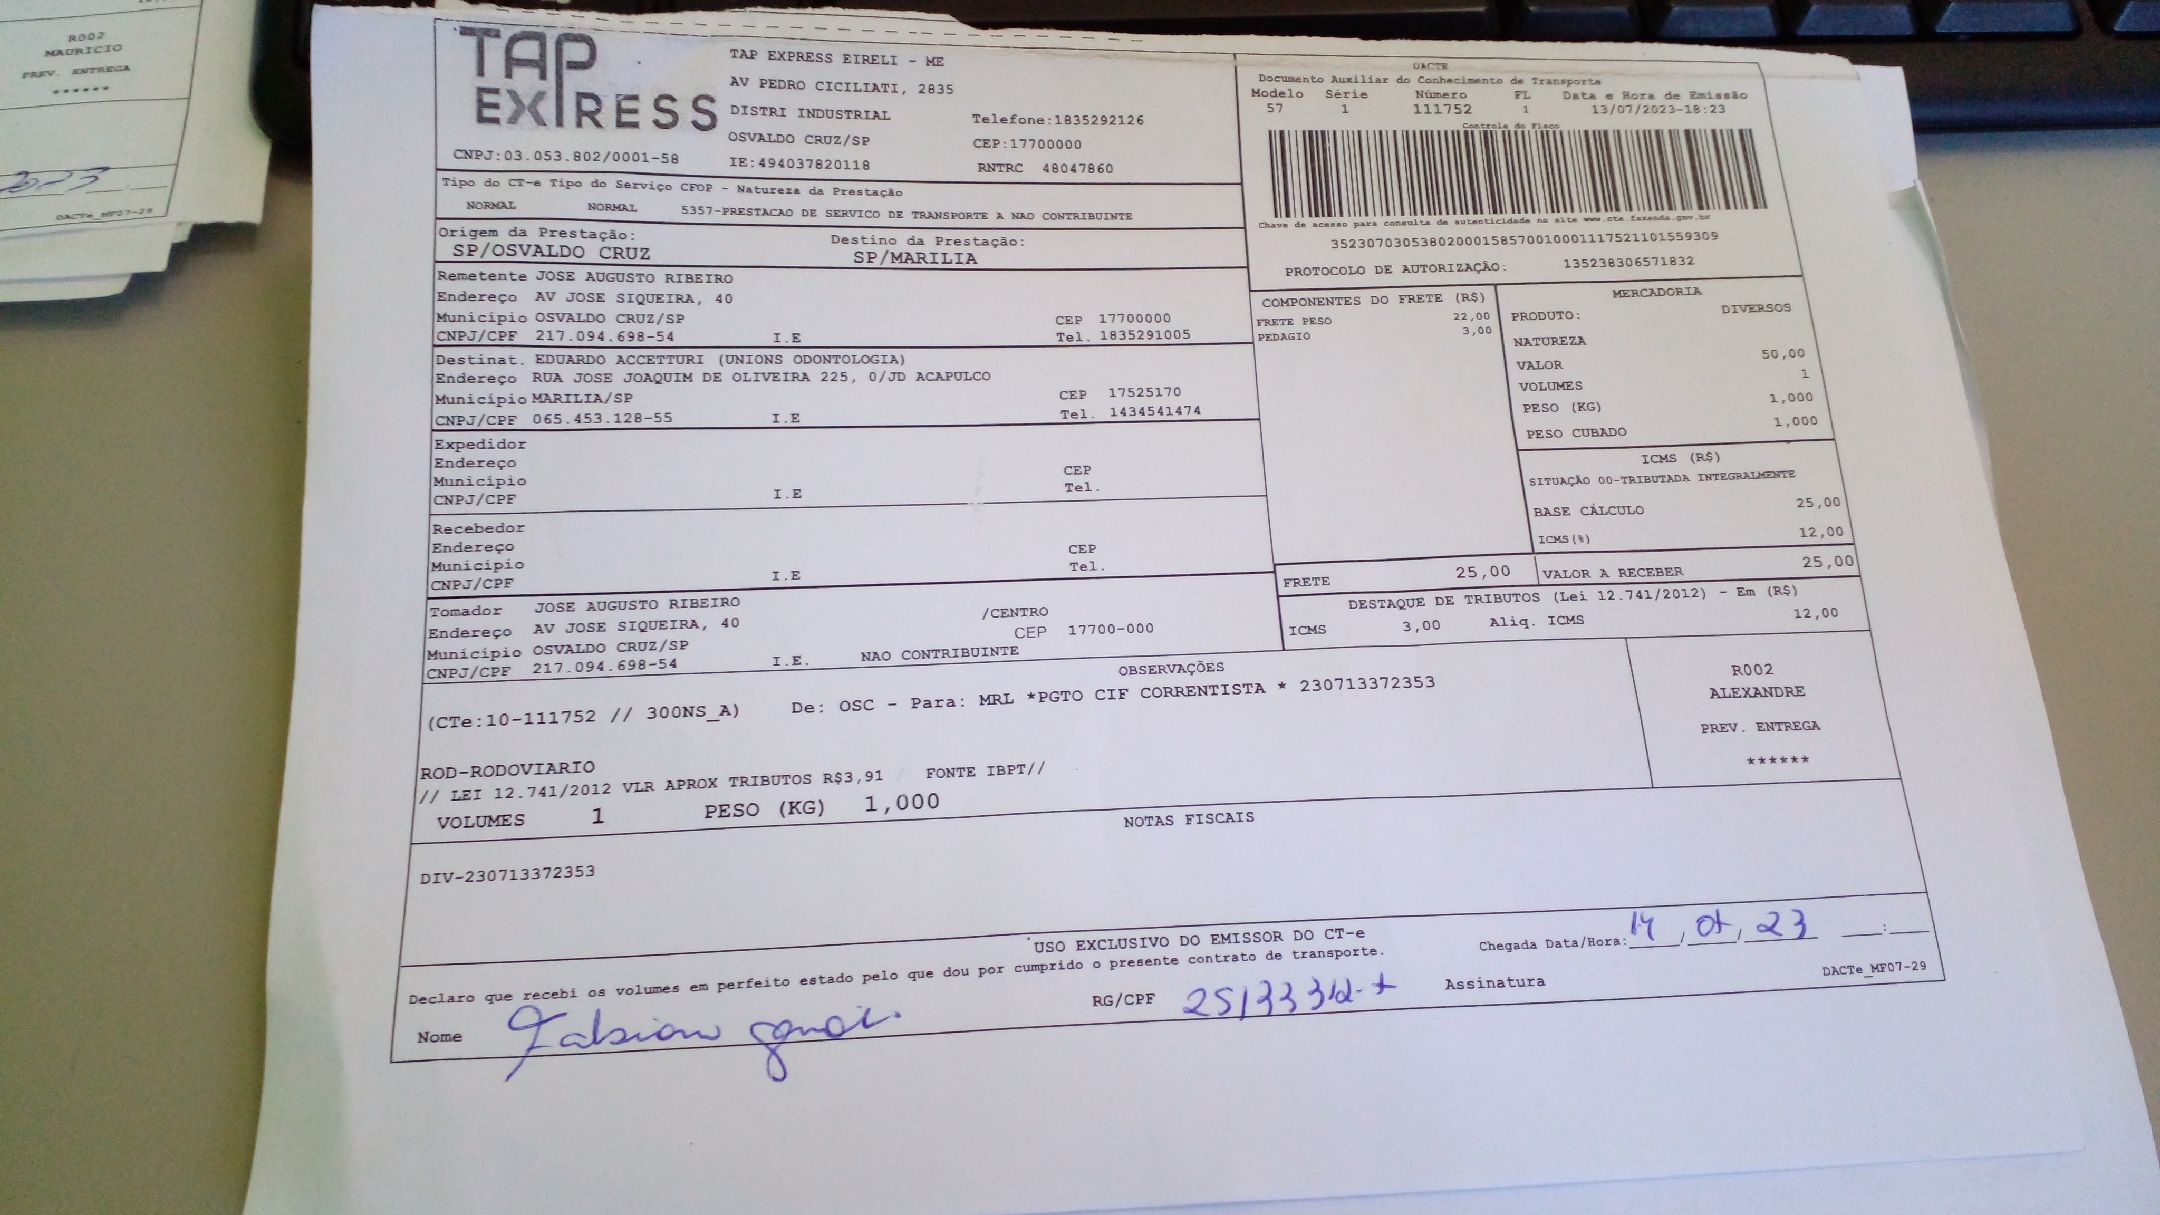 R002
MAURICIO
PREV. ENTREGA
******
DACTe_MF07-29
TAP EXPRESS
CNPJ:03.053.802/0001-58
TAP EXPRESS EIRELI - ME
AV PEDRO CICILIATI, 2835
DISTRI INDUSTRIAL
Telefone:1835292126
OSVALDO CRUZ/SP
CEP:17700000
IE:494037820118
RNTRC 48047860
DACTE
Documento Auxiliar do Conhecimento de Transporte
Modelo Série Número FL Data e Hora de Emissão
57 1 111752 1 13/07/2023-18:23
Controle do Fisco
Chave de acesso para consulta de autenticidade no site www.cte.fazenda.gov.br
35230703053802000158570010001117521101559309
PROTOCOLO DE AUTORIZAÇÃO: 135238306571832
Tipo do CT-e Tipo do Serviço CFOP - Natureza da Prestação
NORMAL NORMAL 5357-PRESTACAO DE SERVICO DE TRANSPORTE A NAO CONTRIBUINTE
Origem da Prestação: Destino da Prestação:
SP/OSVALDO CRUZ SP/MARILIA
Remetente JOSE AUGUSTO RIBEIRO
Endereço AV JOSE SIQUEIRA, 40
Município OSVALDO CRUZ/SP CEP 17700000
CNPJ/CPF 217.094.698-54 I.E Tel. 1835291005
Destinat. EDUARDO ACCETTURI (UNIONS ODONTOLOGIA)
Endereço RUA JOSE JOAQUIM DE OLIVEIRA 225, 0/JD ACAPULCO
Município MARILIA/SP CEP 17525170
CNPJ/CPF 065.453.128-55 I.E Tel. 1434541474
Expedidor
Endereço
Município CEP
CNPJ/CPF I.E Tel.
Recebedor
Endereço
Município CEP
CNPJ/CPF I.E Tel.
Tomador JOSE AUGUSTO RIBEIRO
Endereço AV JOSE SIQUEIRA, 40 /CENTRO
Município OSVALDO CRUZ/SP CEP 17700-000
CNPJ/CPF 217.094.698-54 I.E. NAO CONTRIBUINTE
COMPONENTES DO FRETE (R$)
FRETE PESO 22,00
PEDAGIO 3,00
MERCADORIA
PRODUTO: DIVERSOS
NATUREZA
VALOR 50,00
VOLUMES 1
PESO (KG) 1,000
PESO CUBADO 1,000
ICMS (R$)
SITUAÇÃO 00-TRIBUTADA INTEGRALMENTE
BASE CÁLCULO 25,00
ICMS(%) 12,00
FRETE 25,00 VALOR A RECEBER 25,00
DESTAQUE DE TRIBUTOS (Lei 12.741/2012) - Em (R$)
ICMS 3,00 Aliq. ICMS 12,00
OBSERVAÇÕES
(CTe:10-111752 // 300NS_A) De: OSC - Para: MRL *PGTO CIF CORRENTISTA * 230713372353
ROD-RODOVIARIO
// LEI 12.741/2012 VLR APROX TRIBUTOS R$3,91 FONTE IBPT//
VOLUMES 1 PESO (KG) 1,000
R002
ALEXANDRE
PREV. ENTREGA
******
NOTAS FISCAIS
DIV-230713372353
USO EXCLUSIVO DO EMISSOR DO CT-e
Chegada Data/Hora: 14, 07, 23 :
Declaro que recebi os volumes em perfeito estado pelo que dou por cumprido o presente contrato de transporte.
Nome RG/CPF Assinatura
DACTe_MF07-29